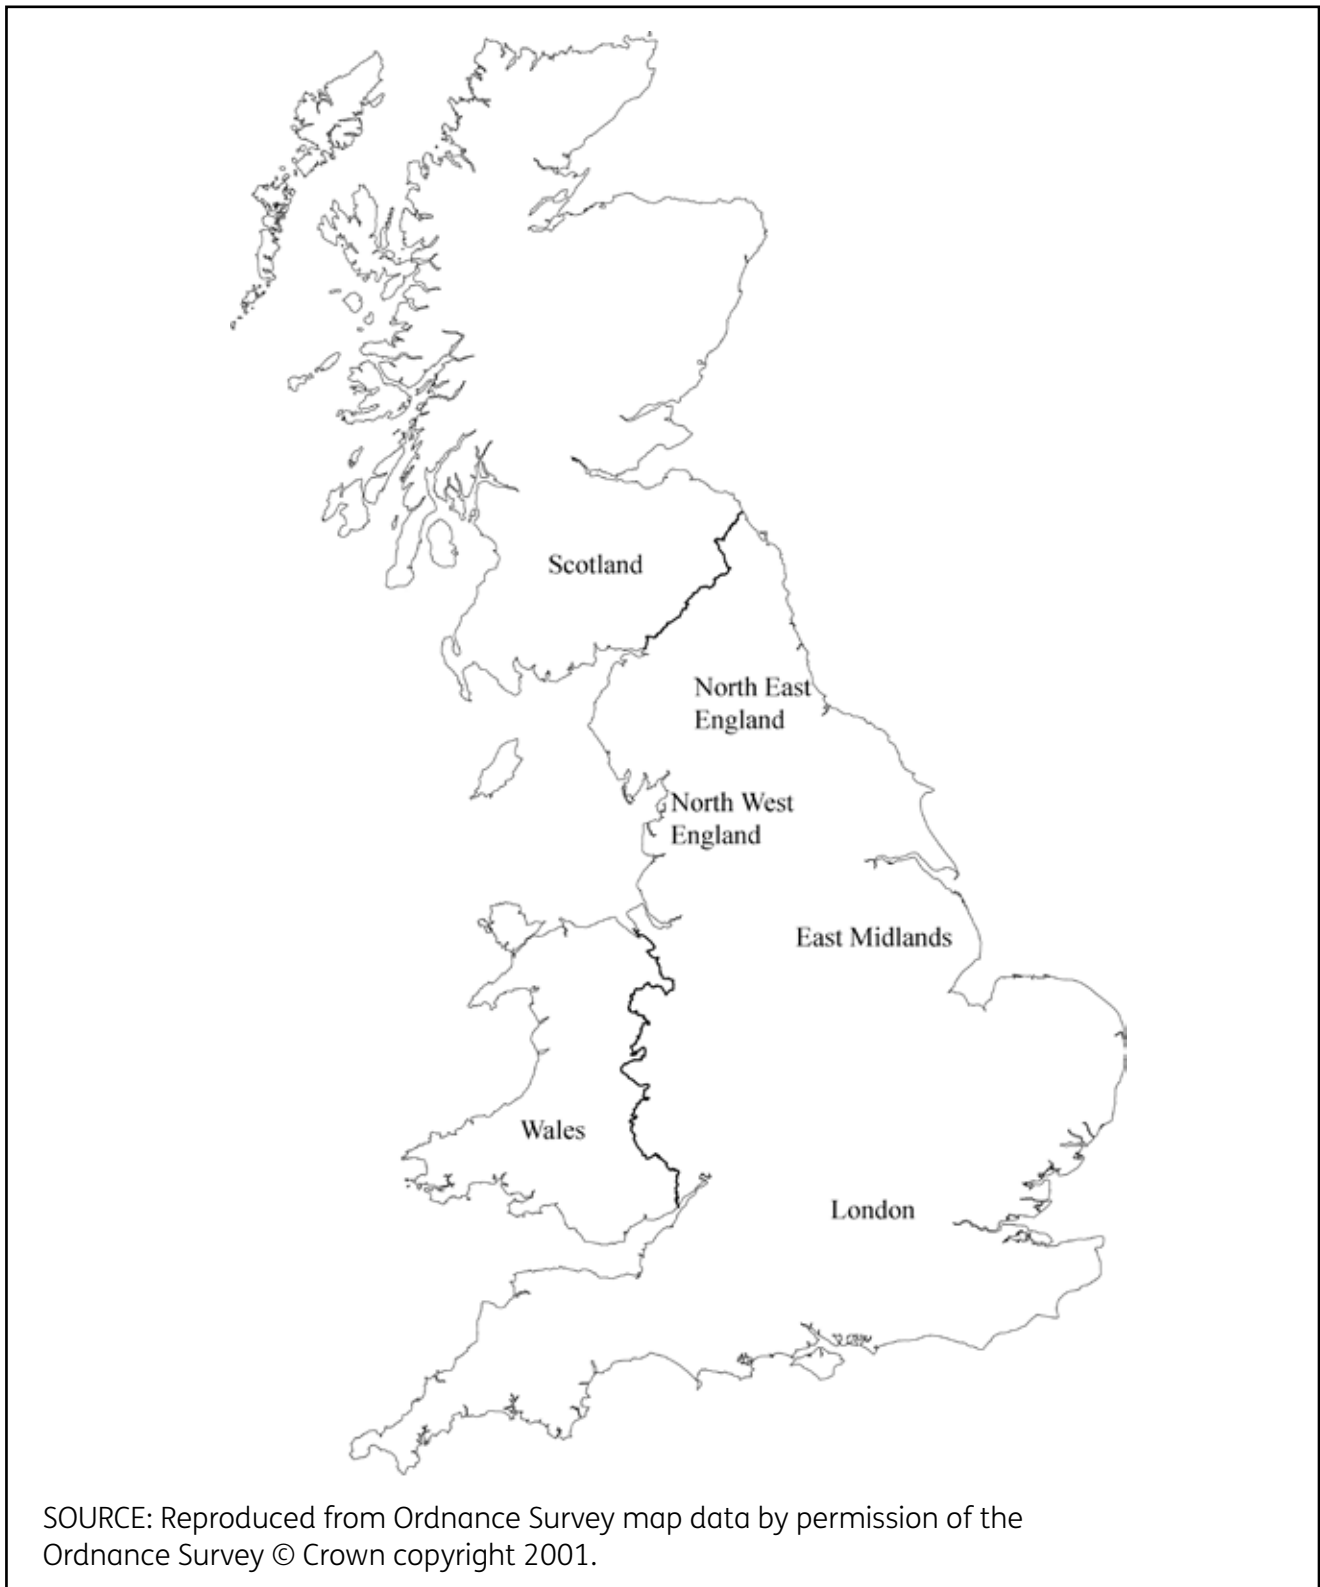 Scotland
North East
England
North West
England
East Midlands
Wales
London
SOURCE: Reproduced from Ordnance Survey map data by permission of the
Ordnance Survey © Crown copyright 2001.